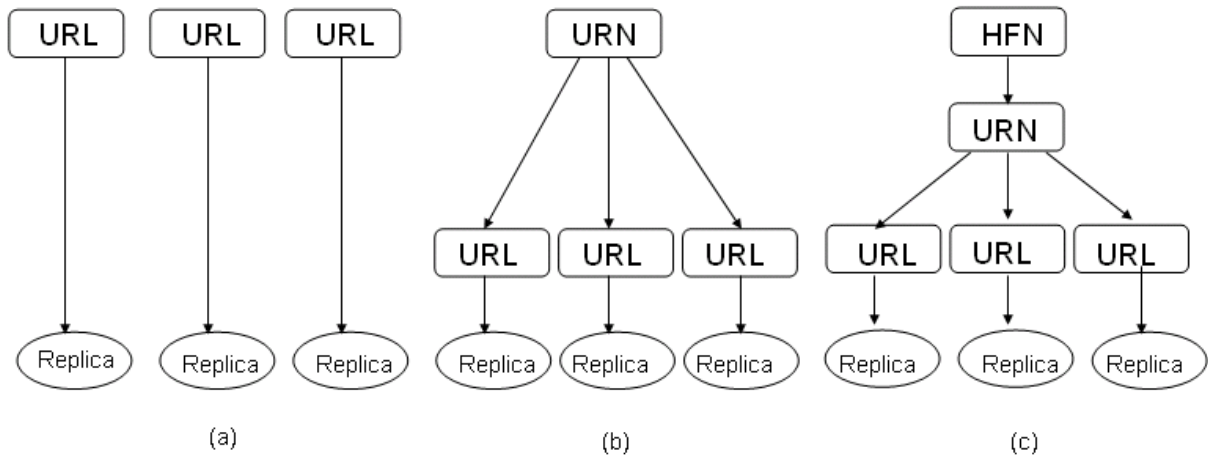 URL URL URL
Replica Replica Replica
(a)
URN
URL URL URL
Replica Replica Replica
(b)
HFN
URN
URL URL URL
Replica Replica Replica
(c)